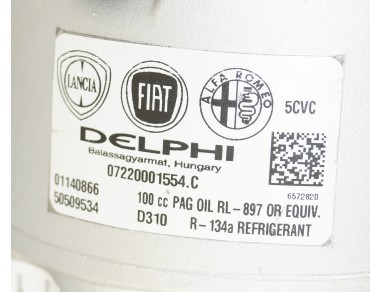 LANCIA FIAT ALFA ROMEO 5CVC
DELPHI
Balassagyarmat, Hungary
07220001554.C
6572820
01140866 100 cc PAG OIL RL-897 OR EQUIV.
50509534 D310 R-134a REFRIGERANT